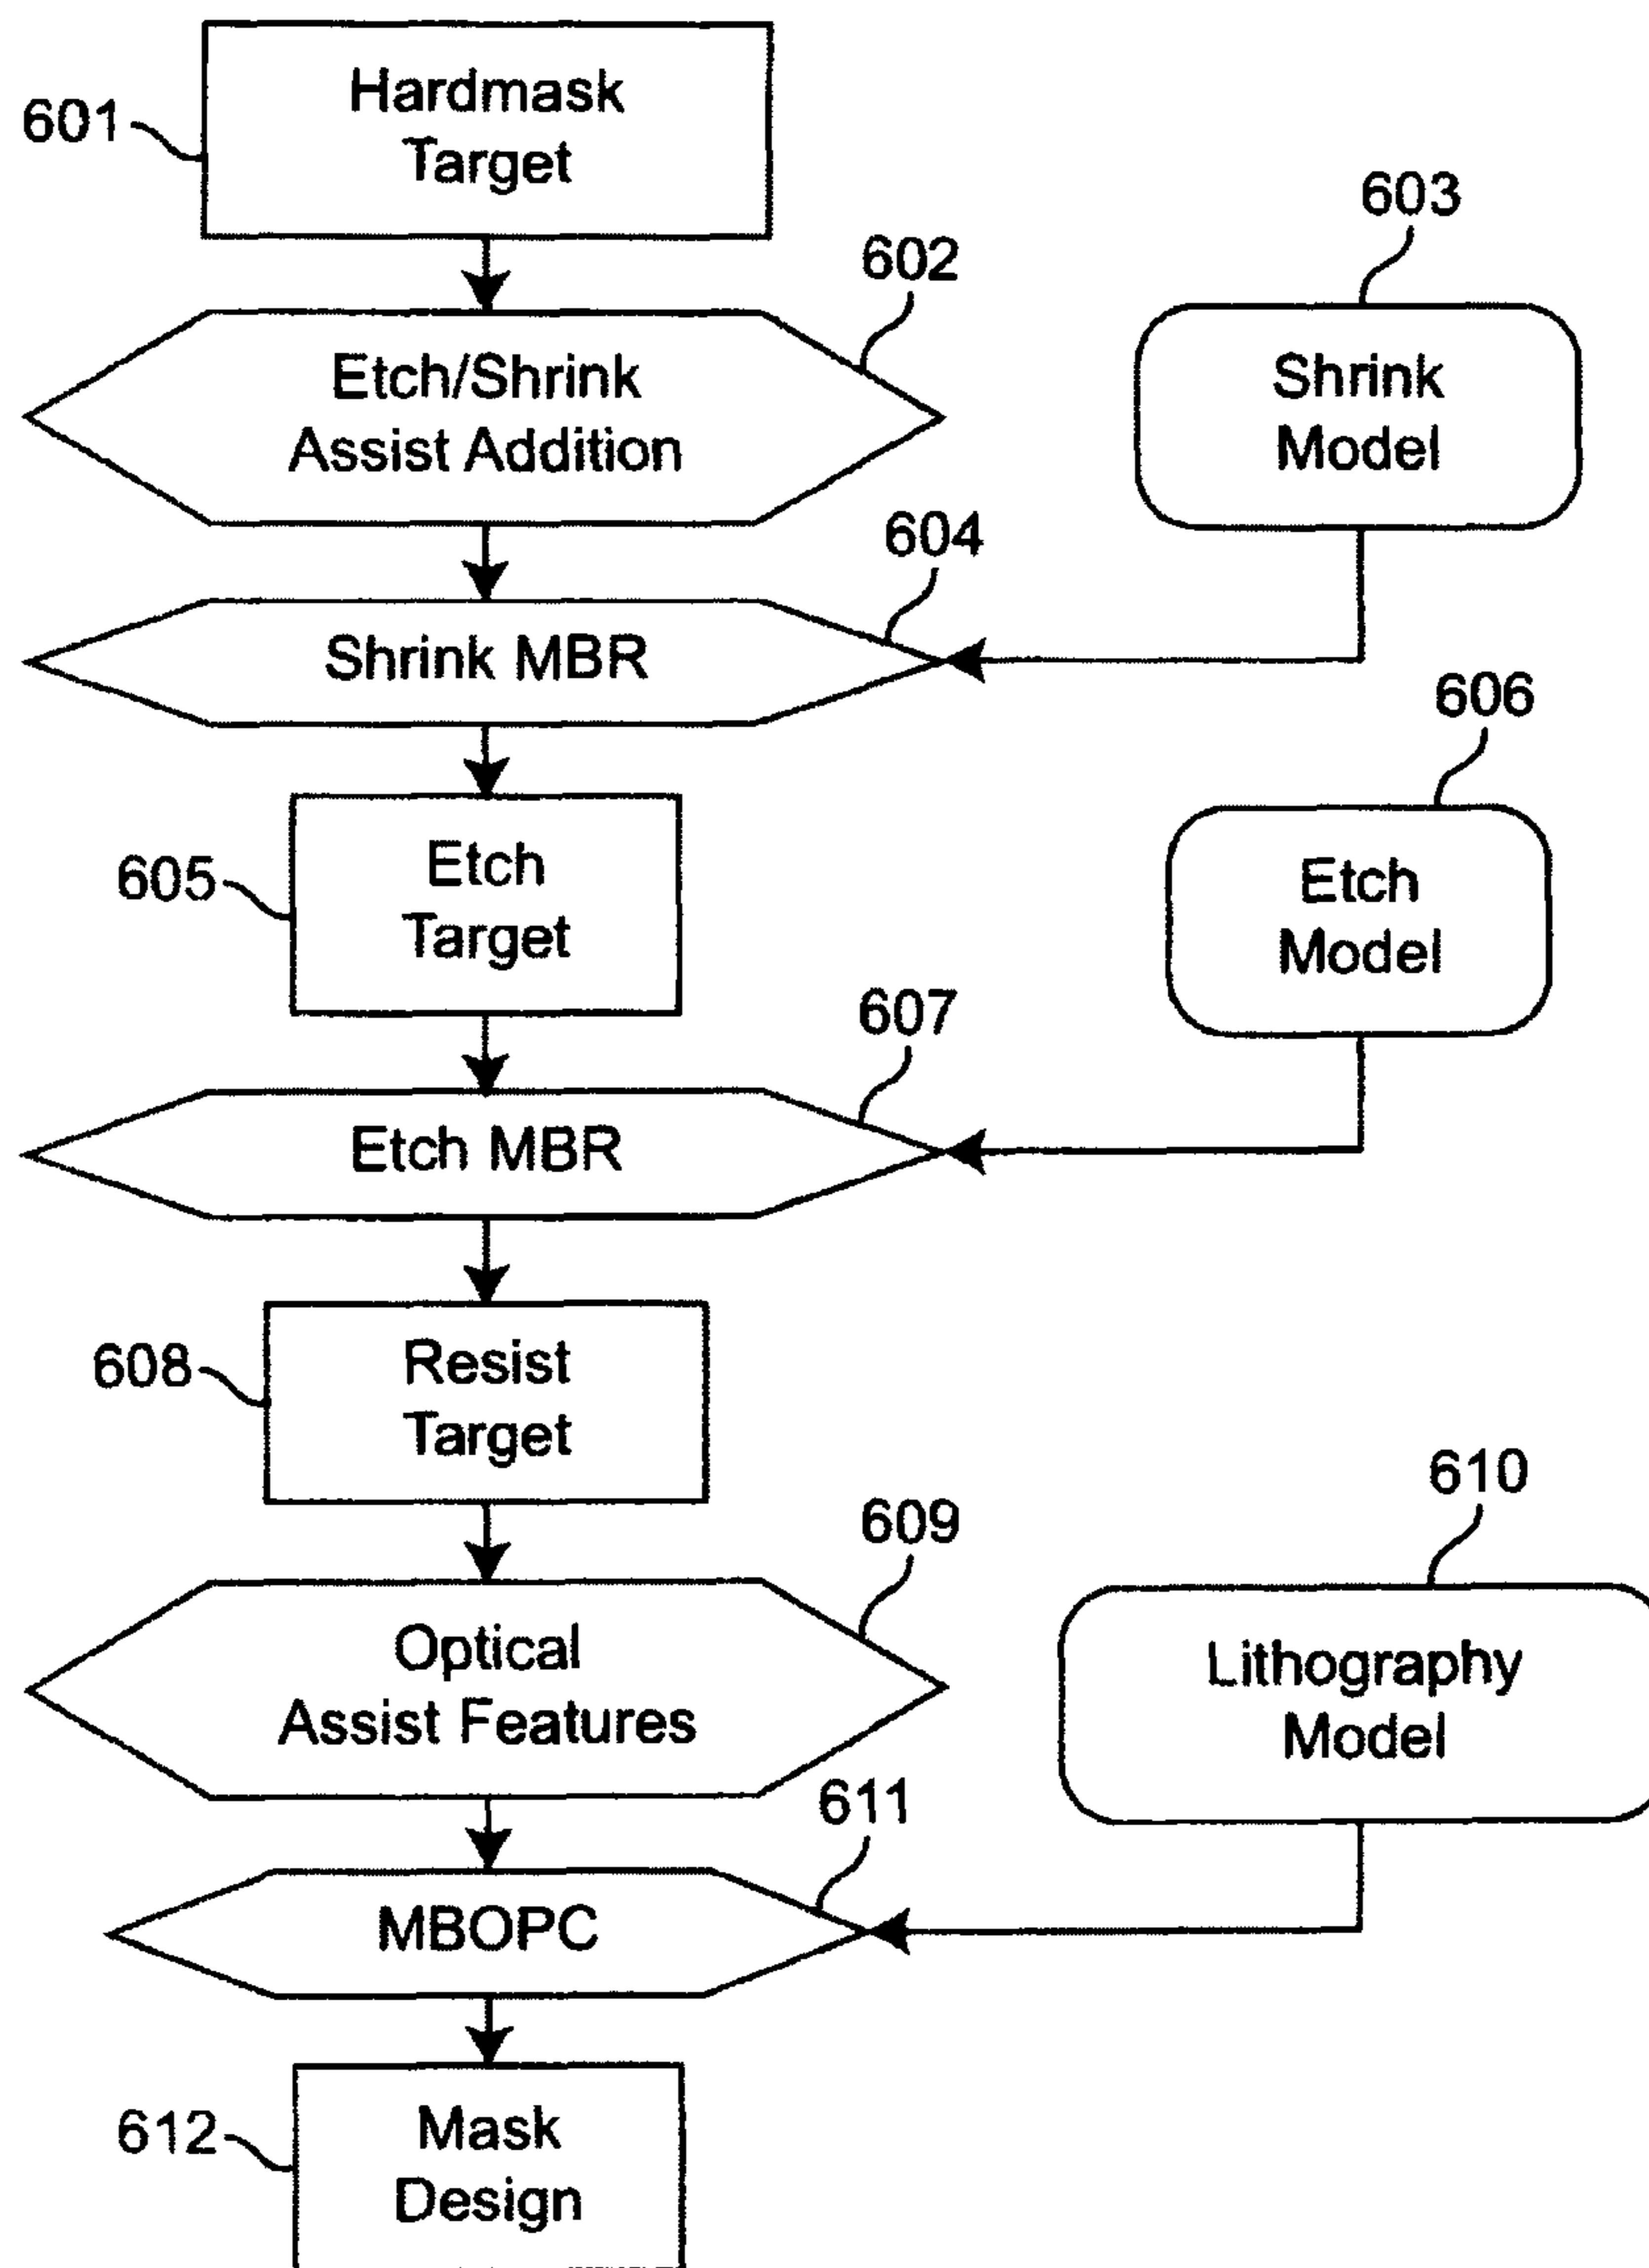 Hardmask
Target
601
603
602
Etch/Shrink
Assist Addition
Shrink
Model
604
Shrink MBR
606
605
Etch
Target
Etch
Model
607
Etch MBR
608
Resist
Target
610
609
Optical
Assist Features
Lithography
Model
611
MBOPC
612
Mask
Design